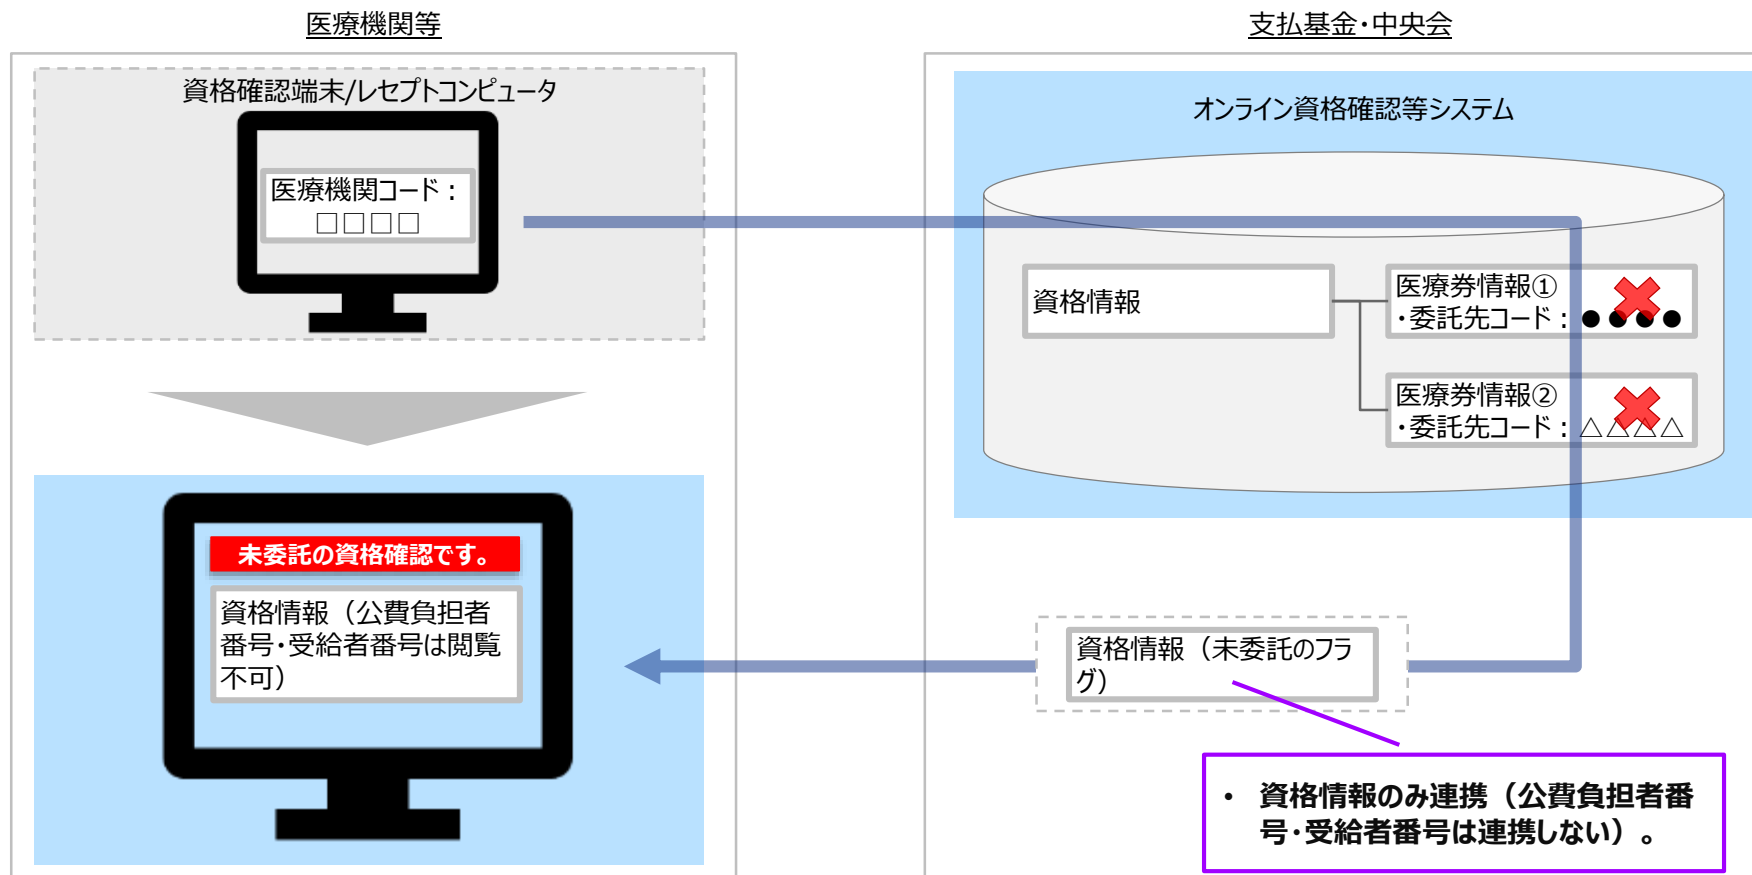 医療機関等
支払基金・中央会
資格確認端末/レセプトコンピュータ
医療機関コード：
□□□□
オンライン資格確認等システム
資格情報
医療券情報①
・委託先コード：●●●●
医療券情報②
・委託先コード：△△△△
未委託の資格確認です。
資格情報（公費負担者
番号・受給者番号は閲覧
不可）
資格情報（未委託のフラ
グ）
• 資格情報のみ連携（公費負担者番
号・受給者番号は連携しない）。